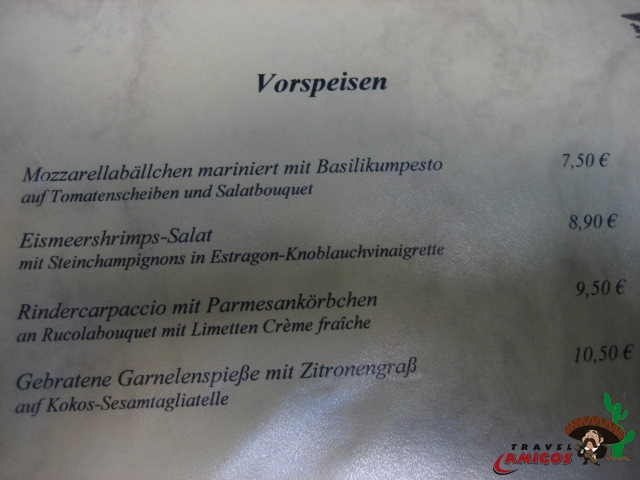 Vorspeisen
Mozzarellabällchen mariniert mit Basilikumpesto 7,50 €
auf Tomatenscheiben und Salatbouquet
Eismeershrimps-Salat 8,90 €
mit Steinchampignons in Estragon-Knoblauchvinaigrette
Rindercarpaccio mit Parmesankörbchen 9,50 €
an Rucolabouquet mit Limetten Crème fraîche
Gebratene Garnelenspieße mit Zitronengraß 10,50 €
auf Kokos-Sesamtagliatelle
TRAVEL
AMIGOS